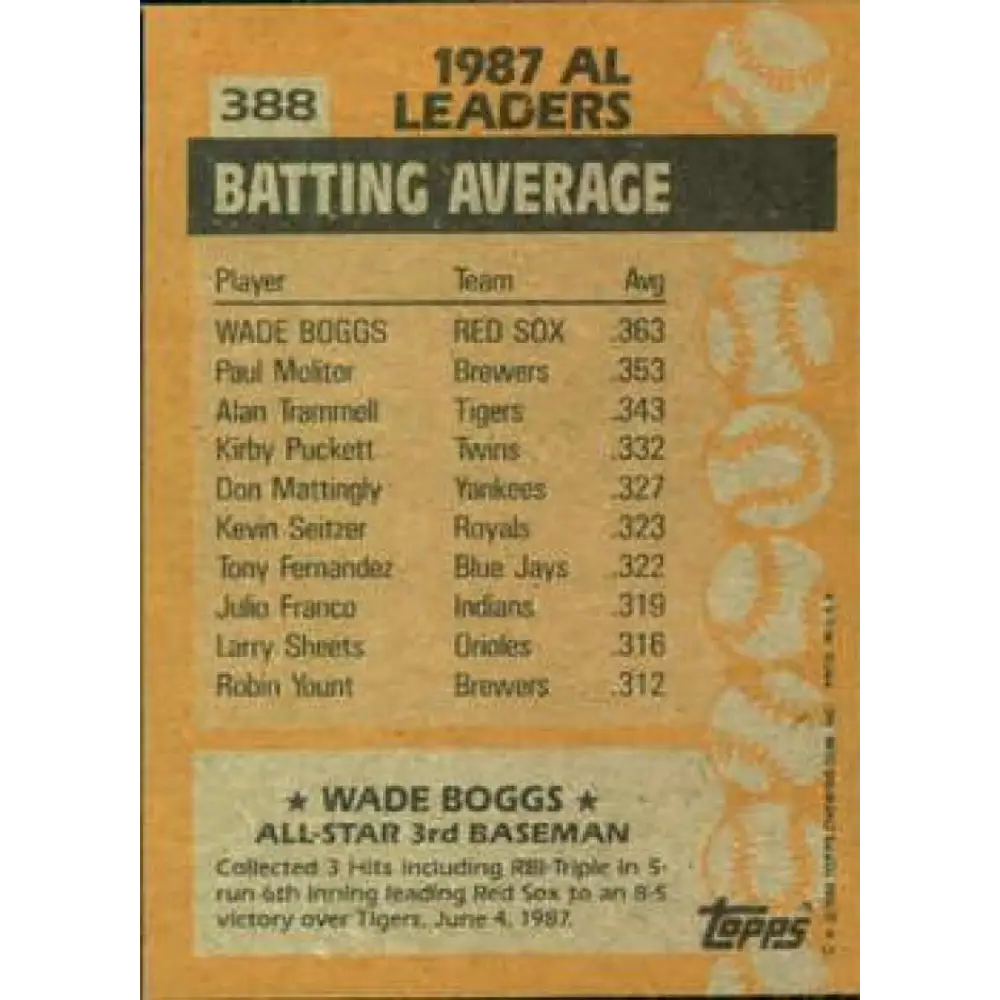 1987 AL
LEADERS
388
BATTING AVERAGE
Player Team Avg
WADE BOGGS RED SOX .363
Paul Molitor Brewers .353
Alan Trammell Tigers .343
Kirby Puckett Twins .332
Don Mattingly Yankees .327
Kevin Seitzer Royals .323
Tony Fernandez Blue Jays .322
Julio Franco Indians .319
Larry Sheets Orioles .316
Robin Yount Brewers .312
★ WADE BOGGS ★
ALL-STAR 3rd BASEMAN
Collected 3 Hits including RBI-Triple in 5-
run 6th inning leading Red Sox to an 8-5
victory over Tigers, June 4, 1987.
topps